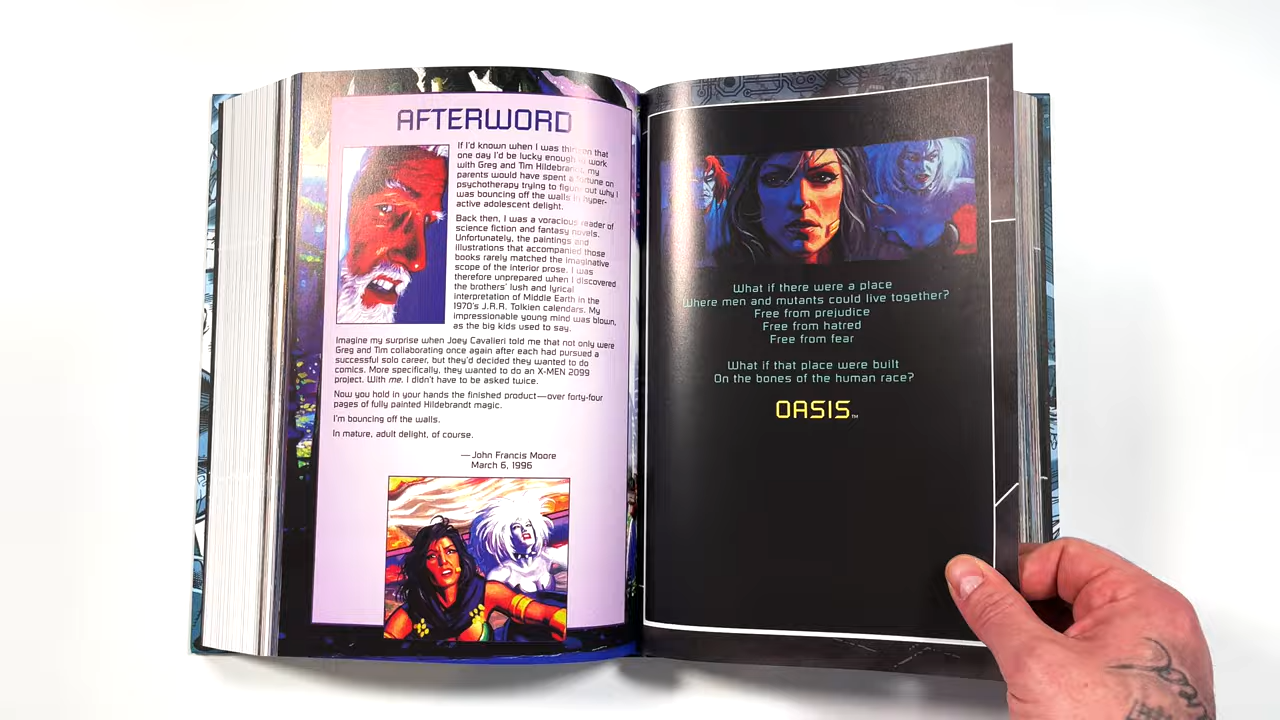 AFTERWORD
If I'd known when I was thirteen that
one day I'd be lucky enough to work
with Greg and Tim Hildebrandt, my
parents would have spent a fortune on
psychotherapy trying to figure out why I
was bouncing off the walls in hyper-
active adolescent delight.
Back then, I was a voracious reader of
science fiction and fantasy novels.
Unfortunately, the paintings and
illustrations that accompanied those
books rarely matched the imaginative
scope of the interior prose. I was
therefore unprepared when I discovered
the brothers' lush and lyrical
interpretation of Middle Earth in the
1970's J.R.R. Tolkien calendars. My
impressionable young mind was blown,
as the big kids used to say.
Imagine my surprise when Joey Cavalieri told me that not only were
Greg and Tim collaborating once again after each had pursued a
successful solo career, but they'd decided they wanted to do
comics. More specifically, they wanted to do an X-MEN 2099
project. With me. I didn't have to be asked twice.
Now you hold in your hands the finished product—over forty-four
pages of fully painted Hildebrandt magic.
I'm bouncing off the walls.
In mature, adult delight, of course.
—John Francis Moore
March 6, 1996
What if there were a place
Where men and mutants could live together?
Free from prejudice
Free from hatred
Free from fear
What if that place were built
On the bones of the human race?
OASIS™